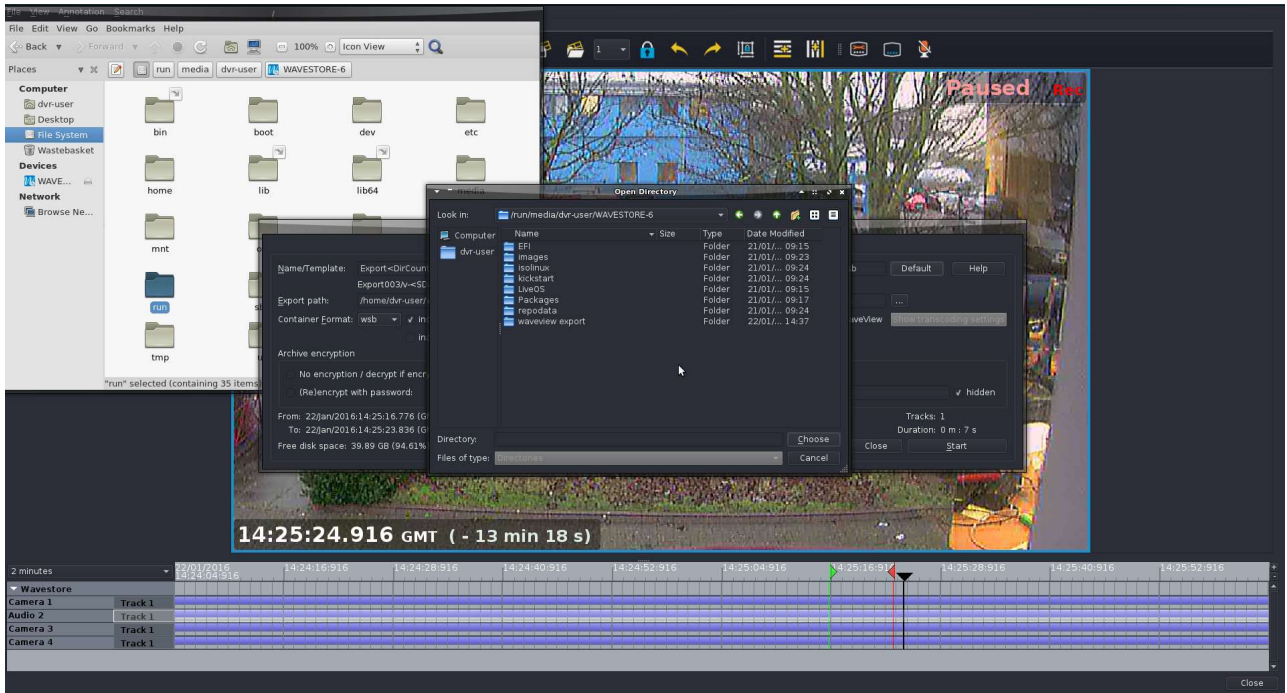 File View Annotation Search
File Edit View Go Bookmarks Help
Back Forward 100% Icon View
1
Places run media dvr-user WAVESTORE-6
Computer
dvr-user
Desktop
File System
Wastebasket
Devices
WAVE...
Network
Browse Ne...
bin boot dev etc
home lib lib64 media
mnt
run
tmp
"run" selected (containing 35 items)
Paused Rec
Open Directory
Look in: /run/media/dvr-user/WAVESTORE-6
Computer
dvr-user
Name Size Type Date Modified
EFI Folder 21/01/... 09:15
images Folder 21/01/... 09:23
isolinux Folder 21/01/... 09:24
kickstart Folder 21/01/... 09:24
LiveOS Folder 21/01/... 09:15
Packages Folder 21/01/... 09:17
repodata Folder 21/01/... 09:24
waveview export Folder 22/01/... 14:37
Directory: Choose
Files of type: Directories Cancel
Name/Template: Export<DirCount Default Help
Export003/v-<SD
Export path: /home/dvr-user/ ...
Container Format: wsb in Show transcoding settings
in
Archive encryption
No encryption / decrypt if encr
(Re)encrypt with password: hidden
From: 22/Jan/2016:14:25:16.776 (G Tracks: 1
To: 22/Jan/2016:14:25:23.836 (G Duration: 0 m : 7 s
Free disk space: 39.89 GB (94.61% Close Start
14:25:24.916 GMT ( - 13 min 18 s)
2 minutes 22/01/2016 14:24:16:916 14:24:28:916 14:24:40:916 14:24:52:916 14:25:04:916 14:25:16:91 14:25:28:916 14:25:40:916 14:25:52:916
14:24:04:916
Wavestore
Camera 1 Track 1
Audio 2 Track 1
Camera 3 Track 1
Camera 4 Track 1
Close